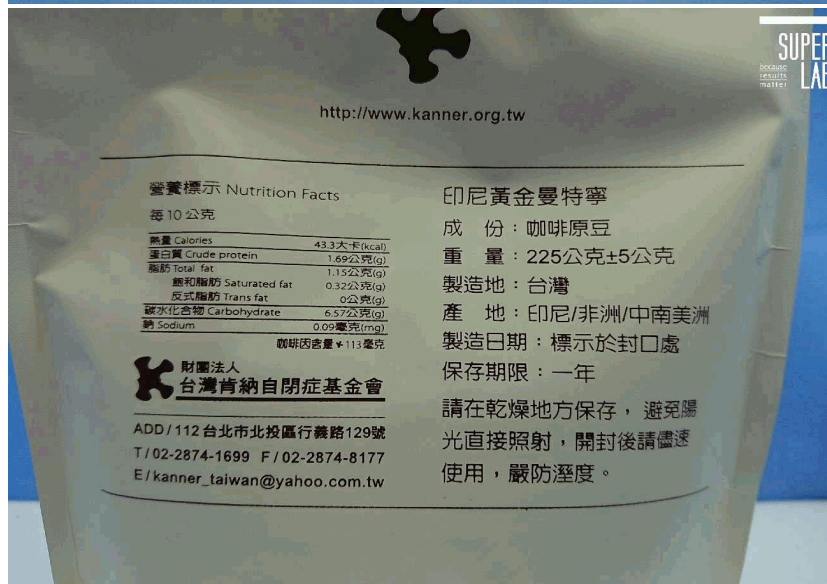 SUPER
because
results
matter
LAB
http://www.kanner.org.tw
營養標示 Nutrition Facts
每10公克
熱量 Calories 43.3大卡(kcal)
蛋白質 Crude protein 1.69公克(g)
脂肪 Total fat 1.15公克(g)
飽和脂肪 Saturated fat 0.32公克(g)
反式脂肪 Trans fat 0公克(g)
碳水化合物 Carbohydrate 6.57公克(g)
鈉 Sodium 0.09毫克(mg)
咖啡因含量 113毫克
財團法人
台灣肯納自閉症基金會
ADD/112台北市北投區行義路129號
T/02-2874-1699 F/02-2874-8177
E/kanner_taiwan@yahoo.com.tw
印尼黃金曼特寧
成 份:咖啡原豆
重 量:225公克±5公克
製造地:台灣
產 地:印尼/非洲/中南美洲
製造日期:標示於封口處
保存期限:一年
請在乾燥地方保存,避免陽
光直接照射,開封後請儘速
使用,嚴防溼度。